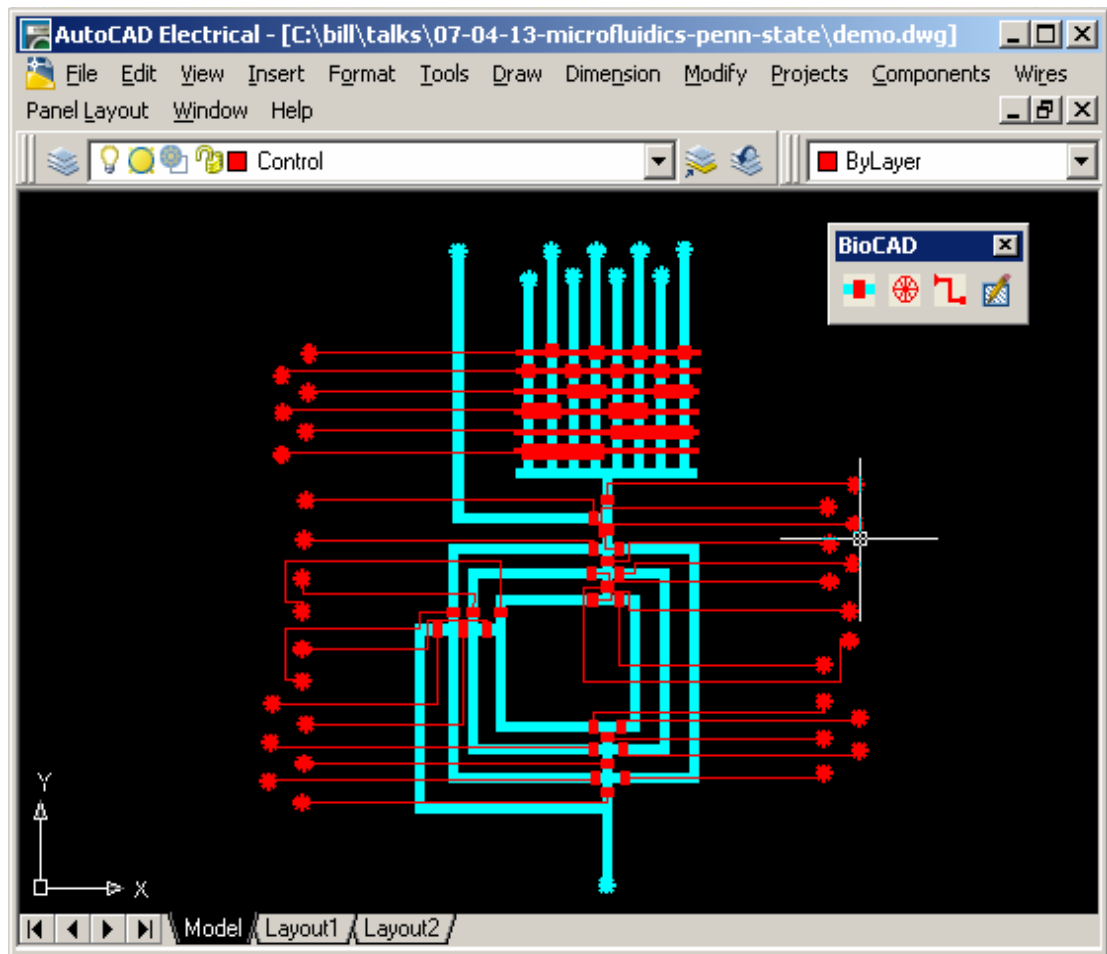 AutoCAD Electrical - [C:\bill\talks\07-04-13-microfluidics-penn-state\demo.dwg]
File Edit View Insert Format Tools Draw Dimension Modify Projects Components Wires
Panel Layout Window Help
Control ByLayer
BioCAD
Y
X
Model Layout1 Layout2